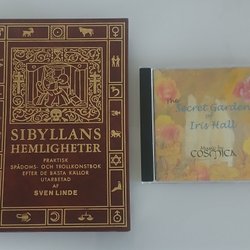 SIBYLLANS
HEMLIGHETER
PRAKTISK
SPÅDOMS- OCH TROLLKONSTBOK
EFTER DE BÄSTA KÄLLOR
UTARBETAD
AF
SVEN LINDE
The
Secret Garden
of
Iris Hall
Music by
COSMICA